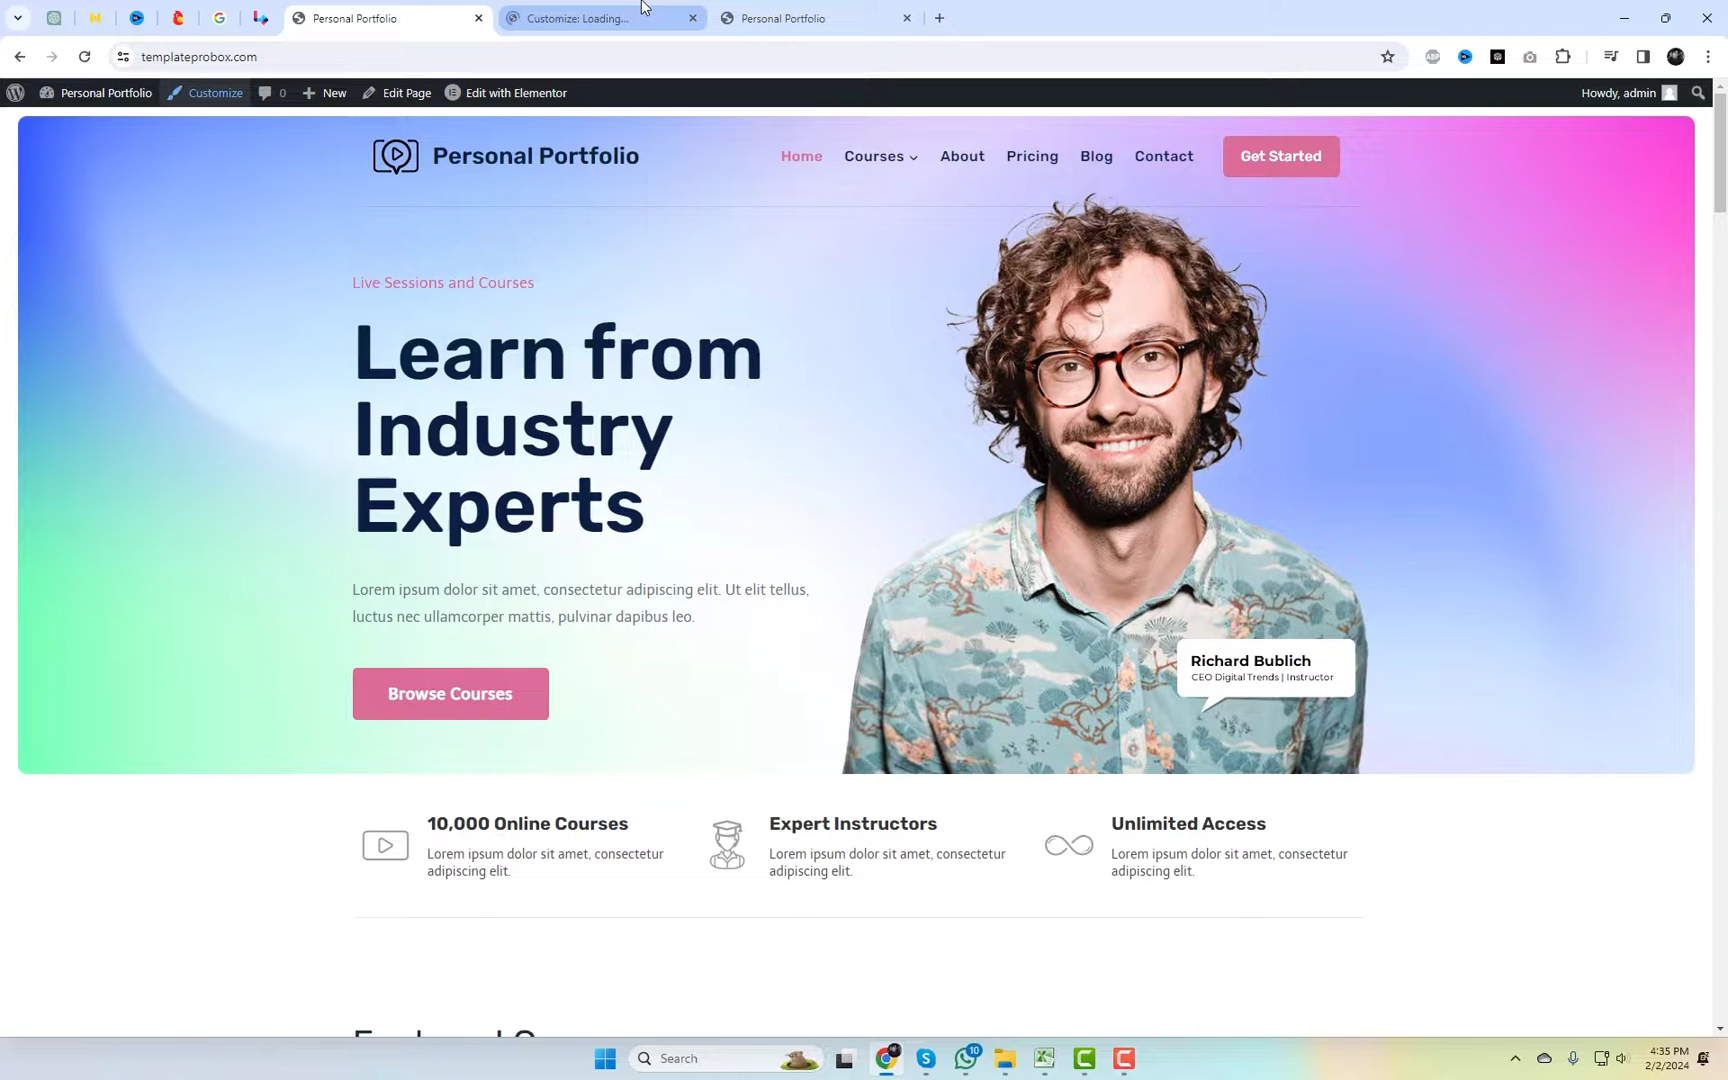 Personal Portfolio
Customize: Loading...
Personal Portfolio
templateprobox.com
ABP
Personal Portfolio
Customize
0
New
Edit Page
Edit with Elementor
Howdy, admin
Personal Portfolio
Home
Courses
About
Pricing
Blog
Contact
Get Started
Live Sessions and Courses
Learn from
Industry
Experts
Lorem ipsum dolor sit amet, consectetur adipiscing elit. Ut elit tellus,
luctus nec ullamcorper mattis, pulvinar dapibus leo.
Browse Courses
Richard Bublich
CEO Digital Trends | Instructor
10,000 Online Courses
Lorem ipsum dolor sit amet, consectetur
adipiscing elit.
Expert Instructors
Lorem ipsum dolor sit amet, consectetur
adipiscing elit.
Unlimited Access
Lorem ipsum dolor sit amet, consectetur
adipiscing elit.
Search
10
4:35 PM
2/2/2024